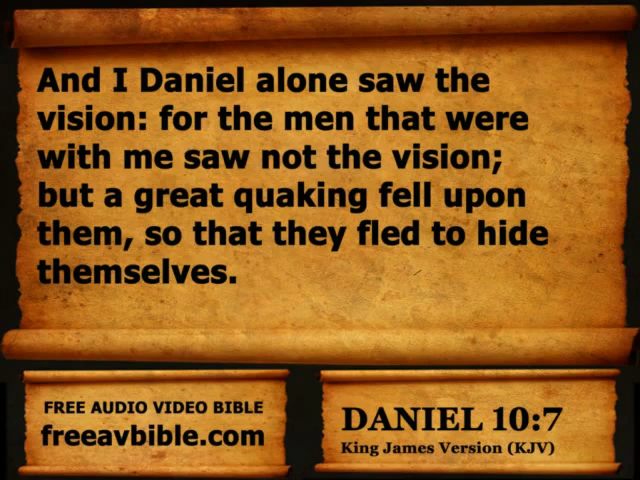 And I Daniel alone saw the
vision: for the men that were
with me saw not the vision;
but a great quaking fell upon
them, so that they fled to hide
themselves.
FREE AUDIO VIDEO BIBLE
freeavbible.com
DANIEL 10:7
King James Version (KJV)